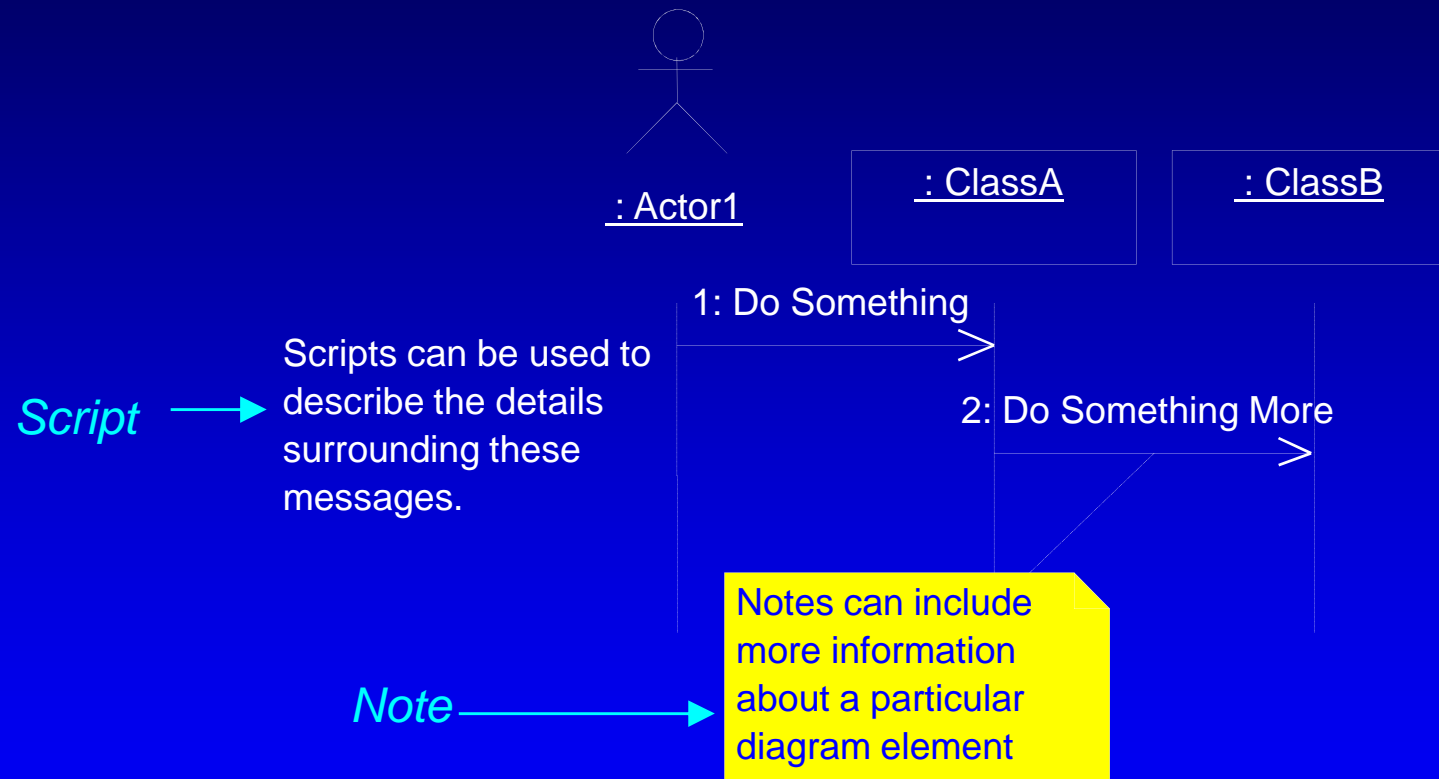 : Actor1
: ClassA
: ClassB
1: Do Something
Script
Scripts can be used to
describe the details
surrounding these
messages.
2: Do Something More
Note
Notes can include
more information
about a particular
diagram element